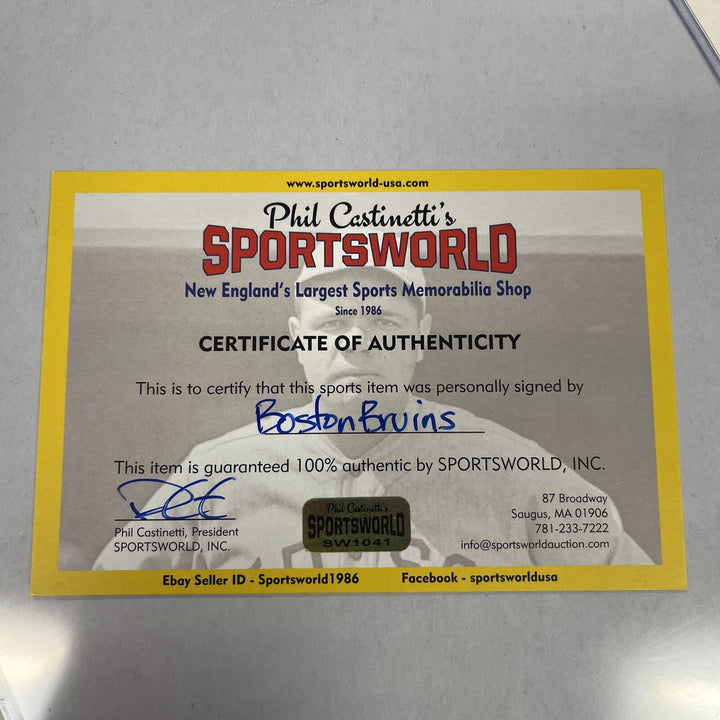 www.sportsworld-usa.com
Phil Castinetti's
SPORTSWORLD
New England's Largest Sports Memorabilia Shop
Since 1986
CERTIFICATE OF AUTHENTICITY
This is to certify that this sports item was personally signed by
Boston Bruins
This item is guaranteed 100% authentic by SPORTSWORLD, INC.
Phil Castinetti, President
SPORTSWORLD, INC.
Phil Castinetti's
SPORTSWORLD
SW1041
87 Broadway
Saugus, MA 01906
781-233-7222
info@sportsworldauction.com
Ebay Seller ID - Sportsworld1986 Facebook - sportsworldusa